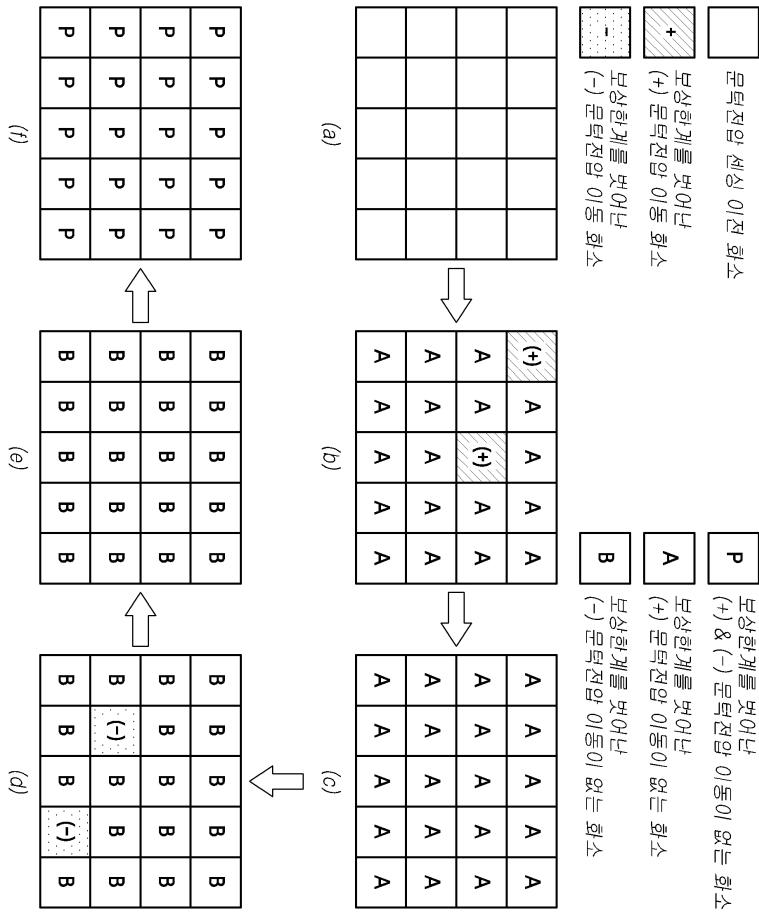 문턱전압 센싱 이전 화소
+
보상한계를 벗어난
(+) 문턱전압 이동 화소
-
보상한계를 벗어난
(-) 문턱전압 이동 화소
P
보상한계를 벗어난
(+) & (-) 문턱전압 이동이 없는 화소
A
보상한계를 벗어난
(+) 문턱전압 이동이 없는 화소
B
보상한계를 벗어난
(-) 문턱전압 이동이 없는 화소
(a)
(+) A A A A
A A (+) A A
A A A A A
A A A A A
(b)
A A A A A
A A A A A
A A A A A
A A A A A
(c)
P P P P P
P P P P P
P P P P P
P P P P P
(f)
B B B B B
B B B B B
B B B B B
B B B B B
(e)
B B B B B
B B B B B
B (-) B B B
B B B (-) B
(d)